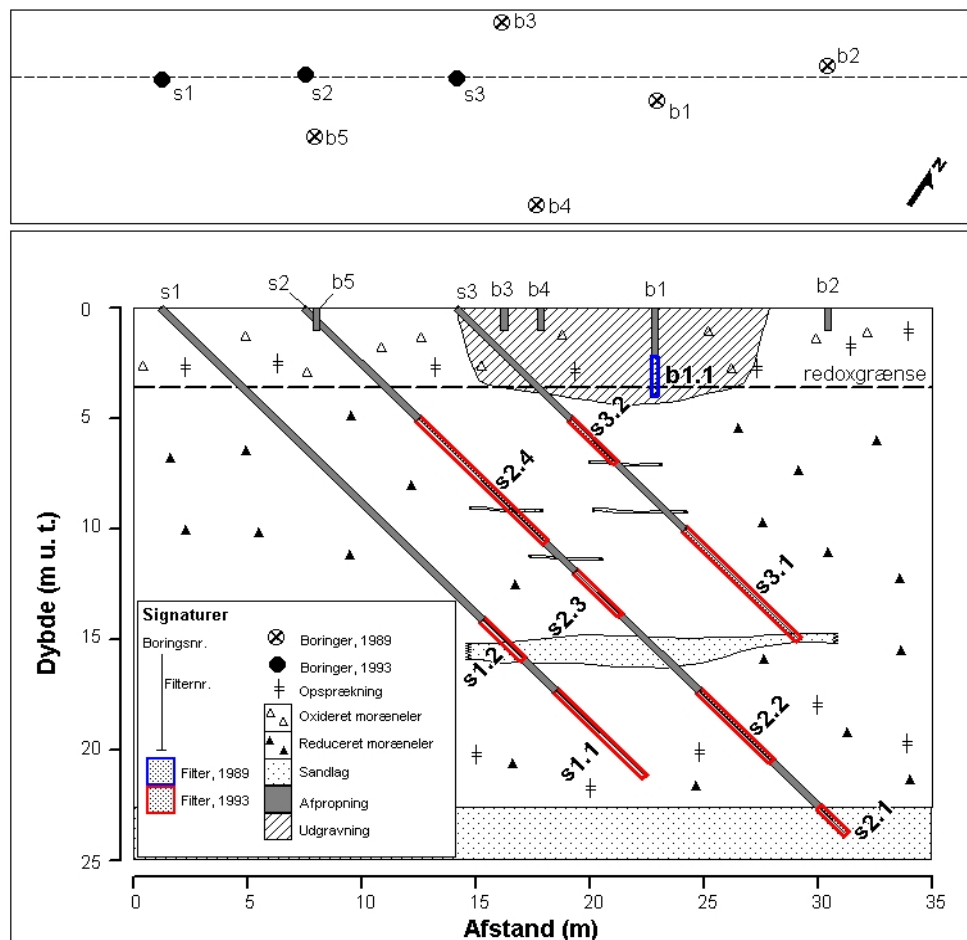 b3
b2
s1
s2
s3
b1
b5
b4
N
s1
s2
b5
s3
b3
b4
b1
b2
0
5
10
15
20
25
Dybde (m u. t.)
b1.1
redoxgrænse
s3.2
s2.4
s3.1
s2.3
s1.2
s2.2
s1.1
s2.1
Signaturer
Boringsnr.
Filternr.
Filter, 1989
Filter, 1993
Boringer, 1989
Boringer, 1993
Opsprækning
Oxideret moræneler
Reduceret moræneler
Sandlag
Afpropning
Udgravning
0
5
10
15
20
25
30
35
Afstand (m)